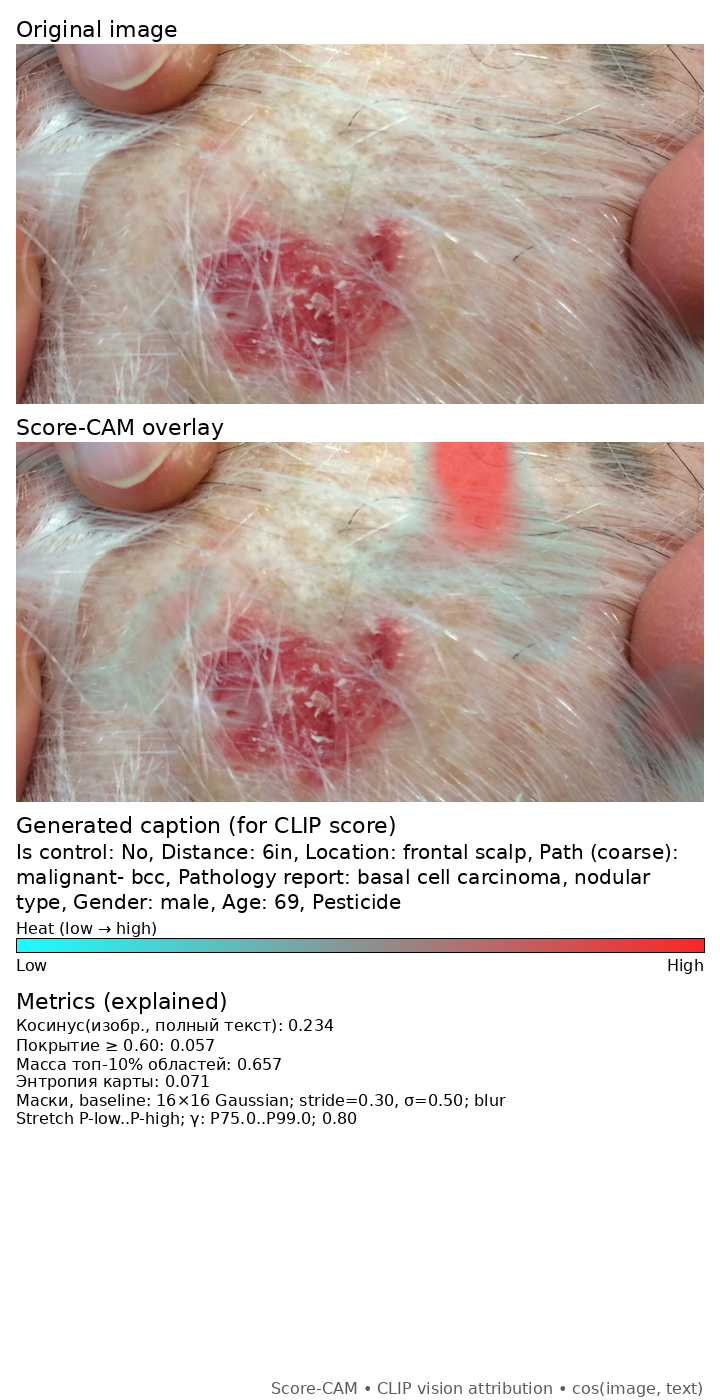 Original image
Score-CAM overlay
Generated caption (for CLIP score)
Is control: No, Distance: 6in, Location: frontal scalp, Path (coarse):
malignant- bcc, Pathology report: basal cell carcinoma, nodular
type, Gender: male, Age: 69, Pesticide
Heat (low → high)
Low High
Metrics (explained)
Косинус(изобр., полный текст): 0.234
Покрытие ≥ 0.60: 0.057
Масса топ-10% областей: 0.657
Энтропия карты: 0.071
Маски, baseline: 16×16 Gaussian; stride=0.30, σ=0.50; blur
Stretch P-low..P-high; γ: P75.0..P99.0; 0.80
Score-CAM • CLIP vision attribution • cos(image, text)